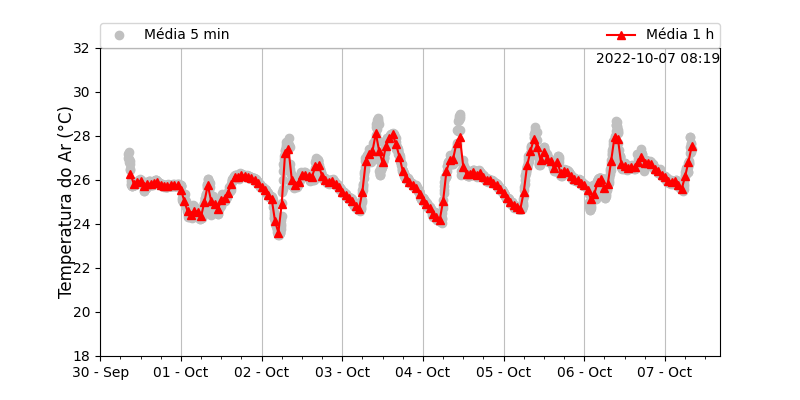 Média 5 min
Média 1 h
2022-10-07 08:19
Temperatura do Ar (°C)
32
30
28
26
24
22
20
18
30 - Sep
01 - Oct
02 - Oct
03 - Oct
04 - Oct
05 - Oct
06 - Oct
07 - Oct